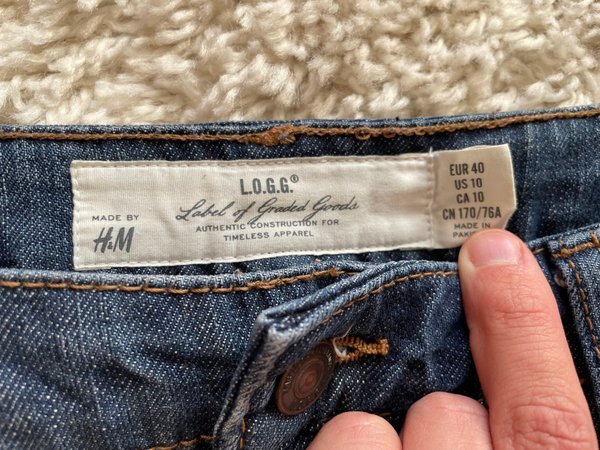 L.O.G.G.®
Label of Graded Goods
AUTHENTIC CONSTRUCTION FOR
TIMELESS APPAREL
MADE BY
H&M
EUR 40
US 10
CA 10
CN 170/76A
MADE IN